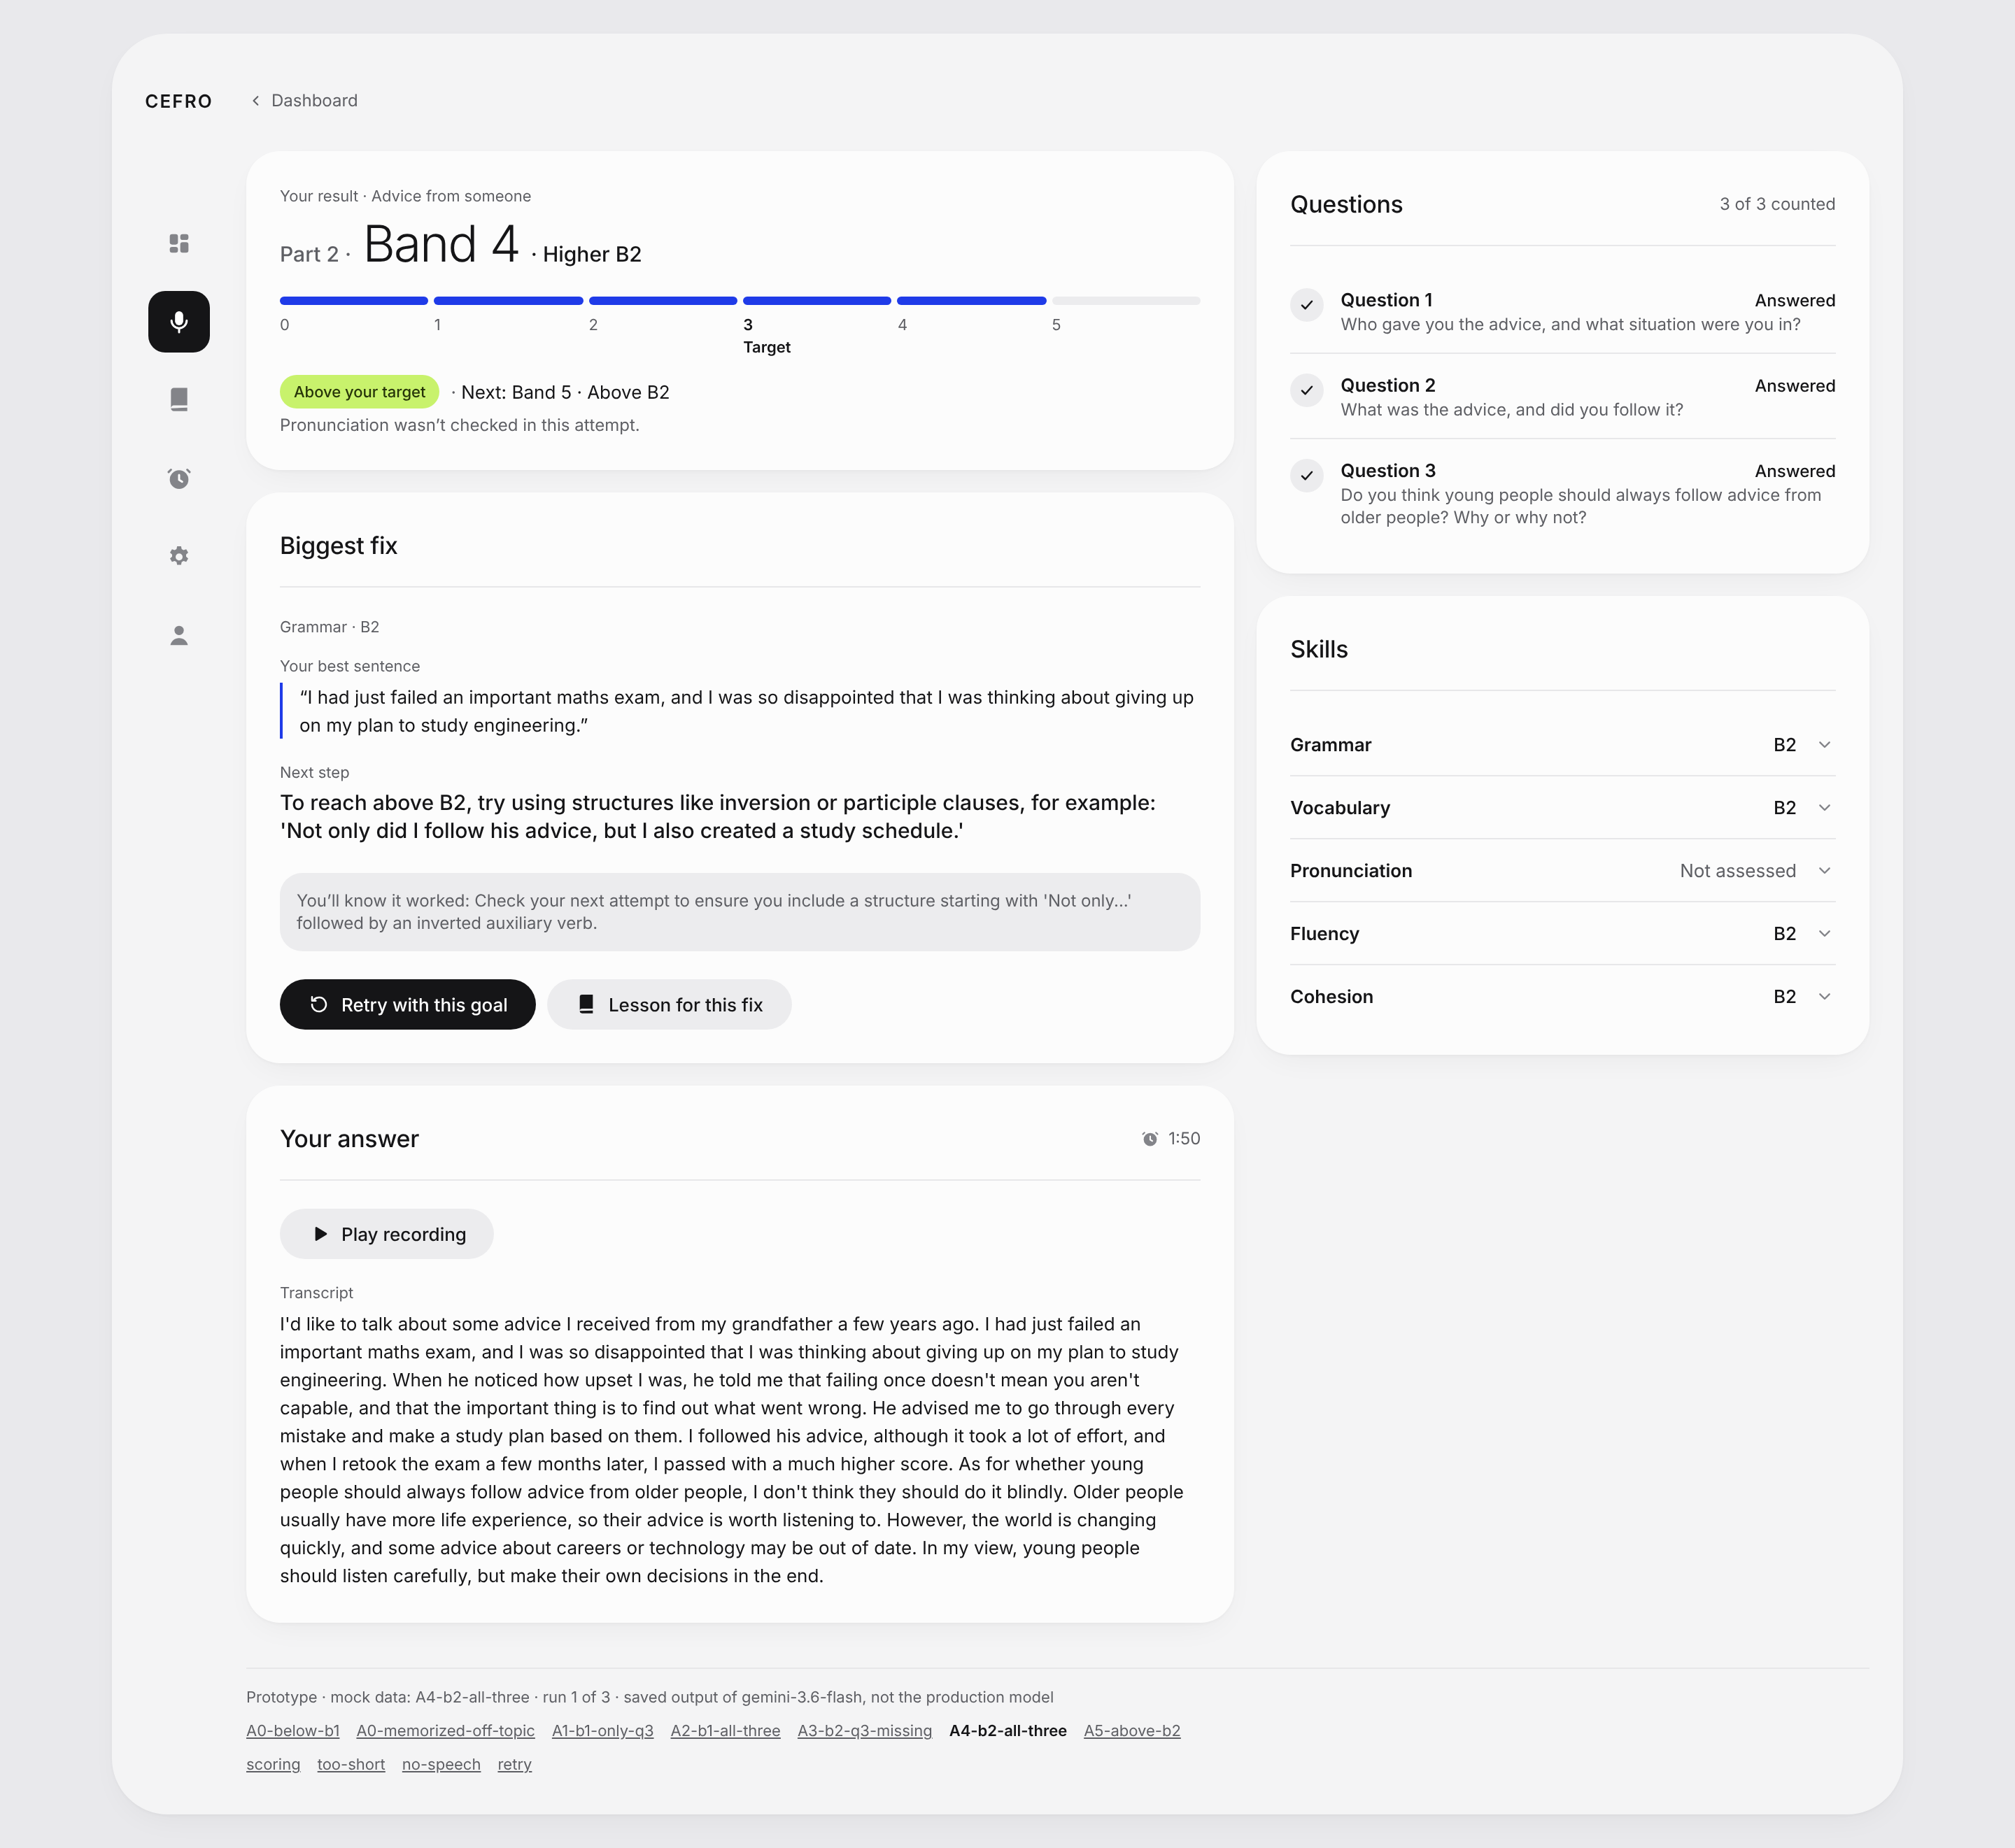 CEFRO
Dashboard
Your result · Advice from someone
Part 2 · Band 4 · Higher B2
0 1 2 3 4 5
Target
Above your target · Next: Band 5 · Above B2
Pronunciation wasn’t checked in this attempt.
Biggest fix
Grammar · B2
Your best sentence
“I had just failed an important maths exam, and I was so disappointed that I was thinking about giving up
on my plan to study engineering.”
Next step
To reach above B2, try using structures like inversion or participle clauses, for example:
'Not only did I follow his advice, but I also created a study schedule.'
You’ll know it worked: Check your next attempt to ensure you include a structure starting with 'Not only...'
followed by an inverted auxiliary verb.
Retry with this goal
Lesson for this fix
Your answer
1:50
Play recording
Transcript
I'd like to talk about some advice I received from my grandfather a few years ago. I had just failed an
important maths exam, and I was so disappointed that I was thinking about giving up on my plan to study
engineering. When he noticed how upset I was, he told me that failing once doesn't mean you aren't
capable, and that the important thing is to find out what went wrong. He advised me to go through every
mistake and make a study plan based on them. I followed his advice, although it took a lot of effort, and
when I retook the exam a few months later, I passed with a much higher score. As for whether young
people should always follow advice from older people, I don't think they should do it blindly. Older people
usually have more life experience, so their advice is worth listening to. However, the world is changing
quickly, and some advice about careers or technology may be out of date. In my view, young people
should listen carefully, but make their own decisions in the end.
Questions
3 of 3 counted
Question 1
Answered
Who gave you the advice, and what situation were you in?
Question 2
Answered
What was the advice, and did you follow it?
Question 3
Answered
Do you think young people should always follow advice from
older people? Why or why not?
Skills
Grammar B2
Vocabulary B2
Pronunciation Not assessed
Fluency B2
Cohesion B2
Prototype · mock data: A4-b2-all-three · run 1 of 3 · saved output of gemini-3.6-flash, not the production model
A0-below-b1 A0-memorized-off-topic A1-b1-only-q3 A2-b1-all-three A3-b2-q3-missing A4-b2-all-three A5-above-b2
scoring too-short no-speech retry